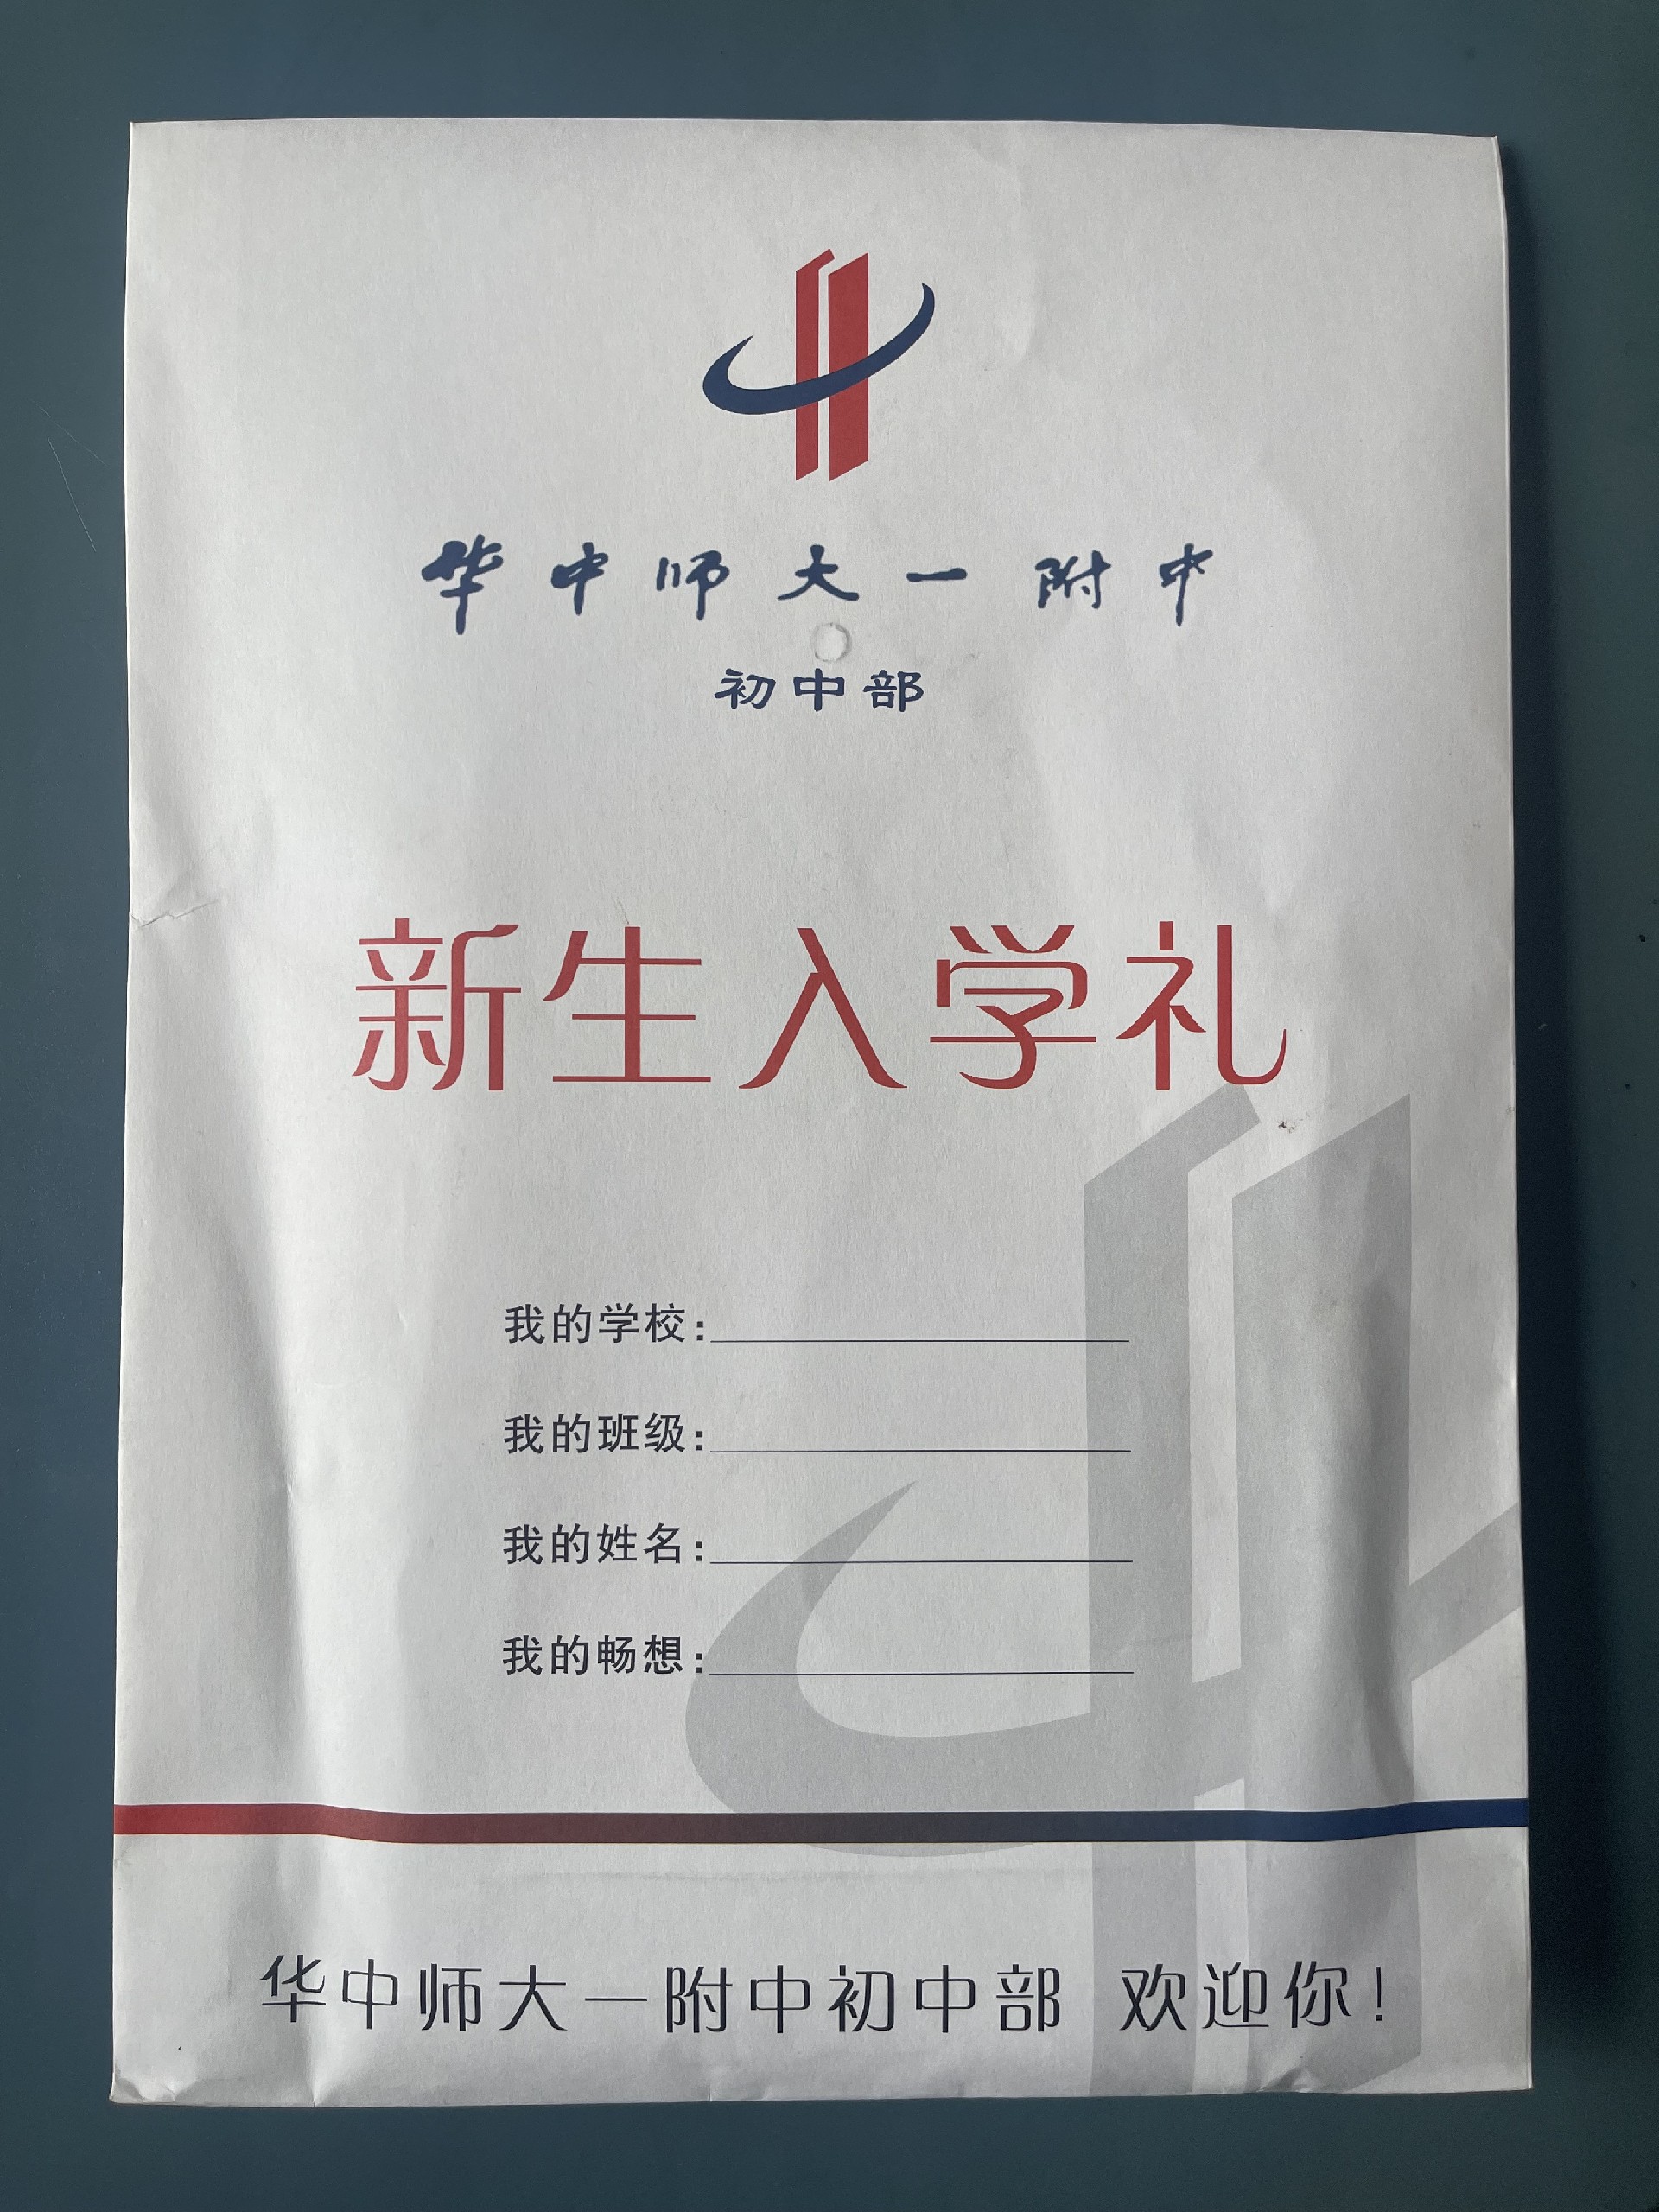 华中师大一附中
初中部
新生入学礼
我的学校:
我的班级:
我的姓名:
我的畅想:
华中师大一附中初中部 欢迎你!